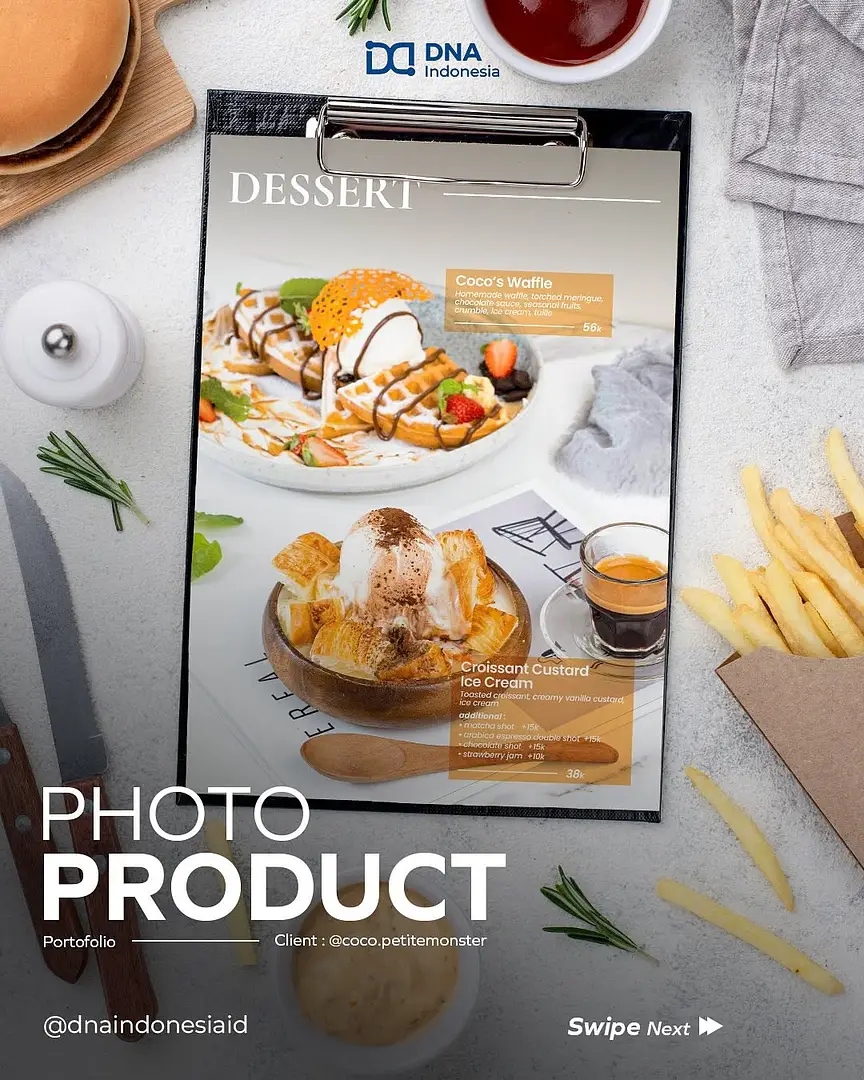 DNA
Indonesia
DESSERT
Coco's Waffle
Homemade waffle, torched meringue,
chocolate sauce, seasonal fruits,
crumble, ice cream, tuille
56k
Croissant Custard
Ice Cream
Toasted croissant, creamy vanilla custard,
ice cream
additional :
• matcha shot +15k
• arabica espresso double shot +15k
• chocolate shot +15k
• strawberry jam +10k
38k
PHOTO
PRODUCT
Portofolio
Client : @coco.petitemonster
@dnaindonesiaid
Swipe Next